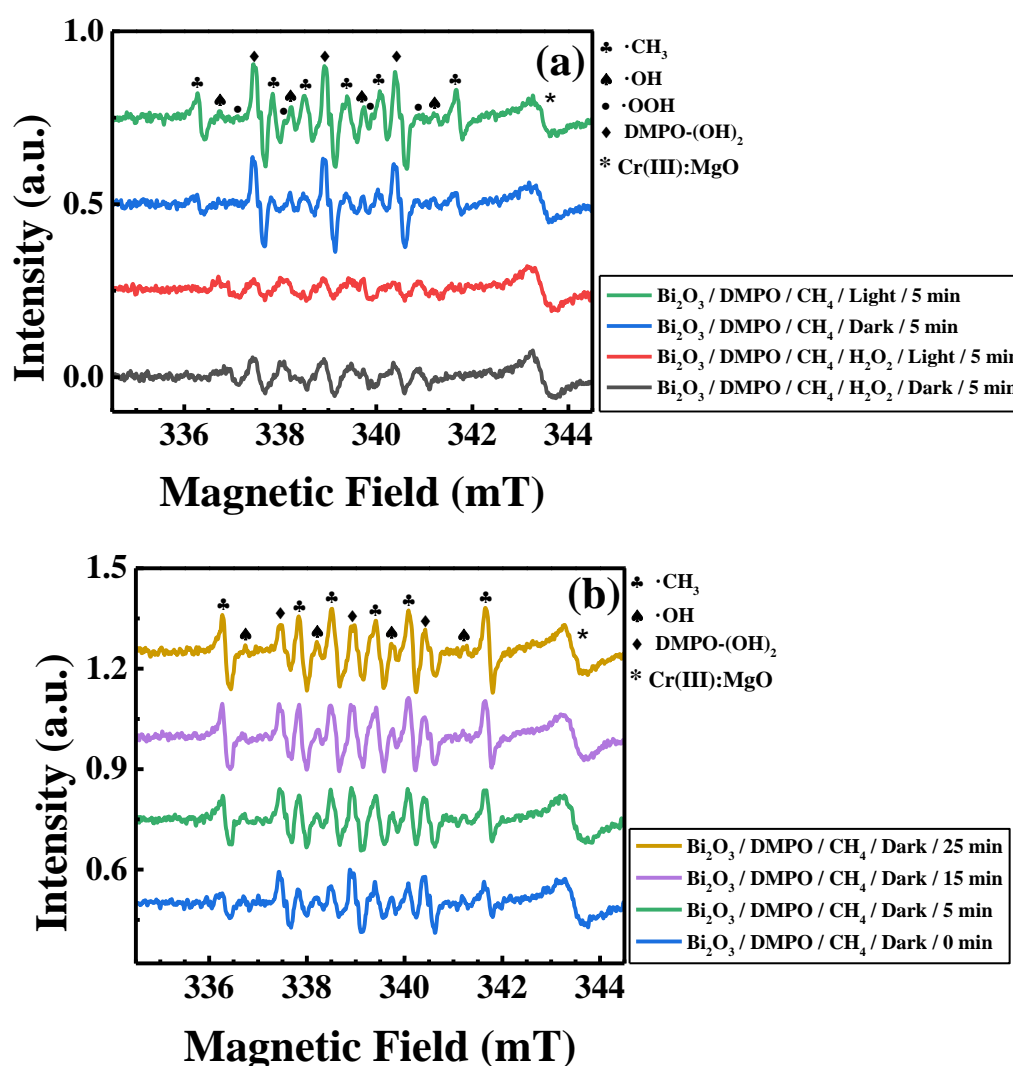 1.0
0.5
0.0
Intensity (a.u.)
(a)
♣ ♠ • ♦ ♣ • ♠ ♣ ♦ ♣ ♠ • ♣ ♦ • ♠ ♣ *
♣ ·CH₃
♠ ·OH
• ·OOH
♦ DMPO-(OH)₂
* Cr(III):MgO
Bi₂O₃ / DMPO / CH₄ / Light / 5 min
Bi₂O₃ / DMPO / CH₄ / Dark / 5 min
Bi₂O₃ / DMPO / CH₄ / H₂O₂ / Light / 5 min
Bi₂O₃ / DMPO / CH₄ / H₂O₂ / Dark / 5 min
336 338 340 342 344
Magnetic Field (mT)
1.5
1.2
0.9
0.6
Intensity (a.u.)
(b)
♣ ♠ ♦ ♣ ♠ ♣ ♦ ♣ ♠ ♣ ♦ ♠ ♣ *
♣ ·CH₃
♠ ·OH
♦ DMPO-(OH)₂
* Cr(III):MgO
Bi₂O₃ / DMPO / CH₄ / Dark / 25 min
Bi₂O₃ / DMPO / CH₄ / Dark / 15 min
Bi₂O₃ / DMPO / CH₄ / Dark / 5 min
Bi₂O₃ / DMPO / CH₄ / Dark / 0 min
336 338 340 342 344
Magnetic Field (mT)